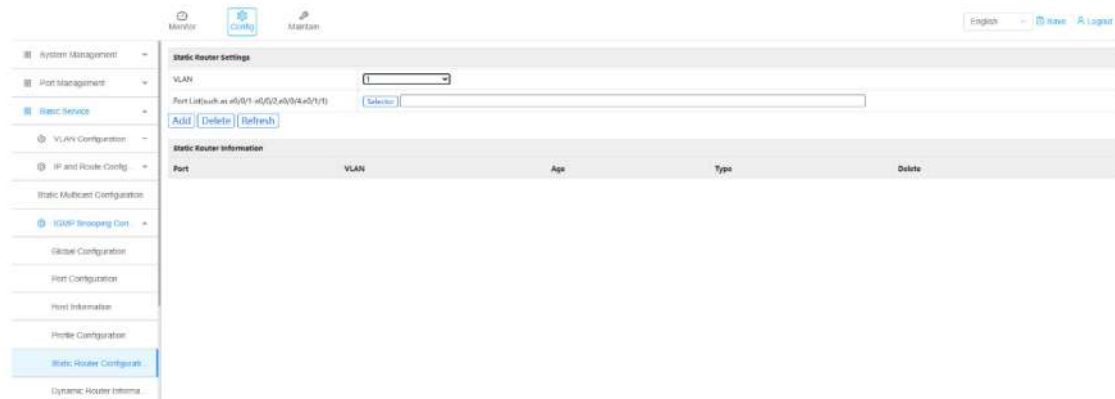 Monitor
Config
Maintain
English
Save
Logout
System Management
Port Management
Basic Service
VLAN Configuration
IP and Route Config...
Static Multicast Configuration
IGMP Snooping Con...
Global Configuration
Port Configuration
Host Information
Profile Configuration
Static Router Configurati...
Dynamic Router Informa...
Static Router Settings
VLAN
1
Port List(such as e0/0/1-e0/0/2,e0/0/4,e0/1/1)
Selector
Add Delete Refresh
Static Router Information
Port VLAN Age Type Delete